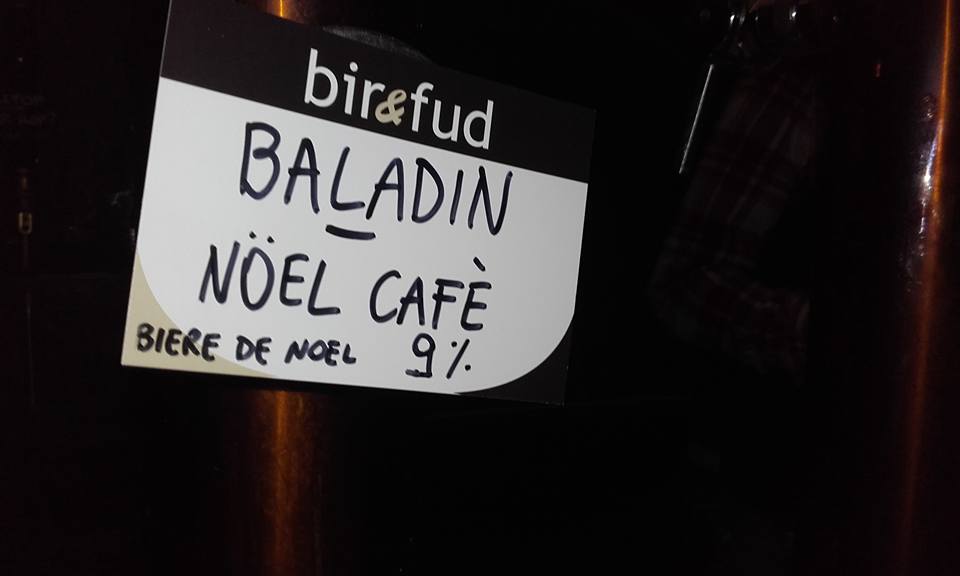 bir&fud
BALADIN
NÖEL CAFÈ
BIERE DE NOEL 9%